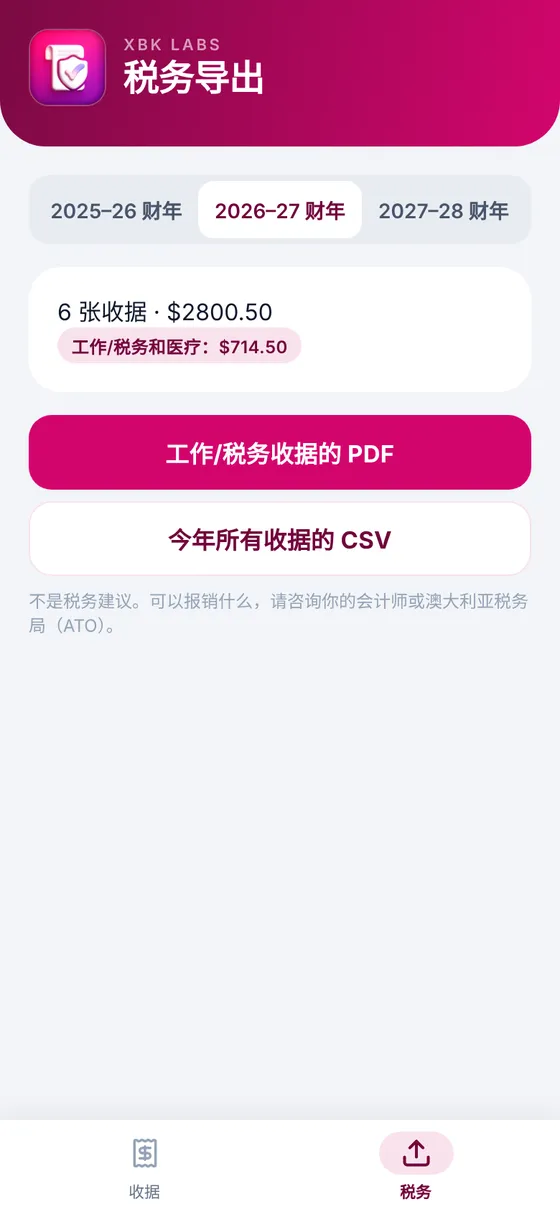 XBK LABS
税务导出
2025–26 财年
2026–27 财年
2027–28 财年
6 张收据 · $2800.50
工作/税务和医疗：$714.50
工作/税务收据的 PDF
今年所有收据的 CSV
不是税务建议。可以报销什么，请咨询你的会计师或澳大利亚税务
局（ATO）。
收据
税务